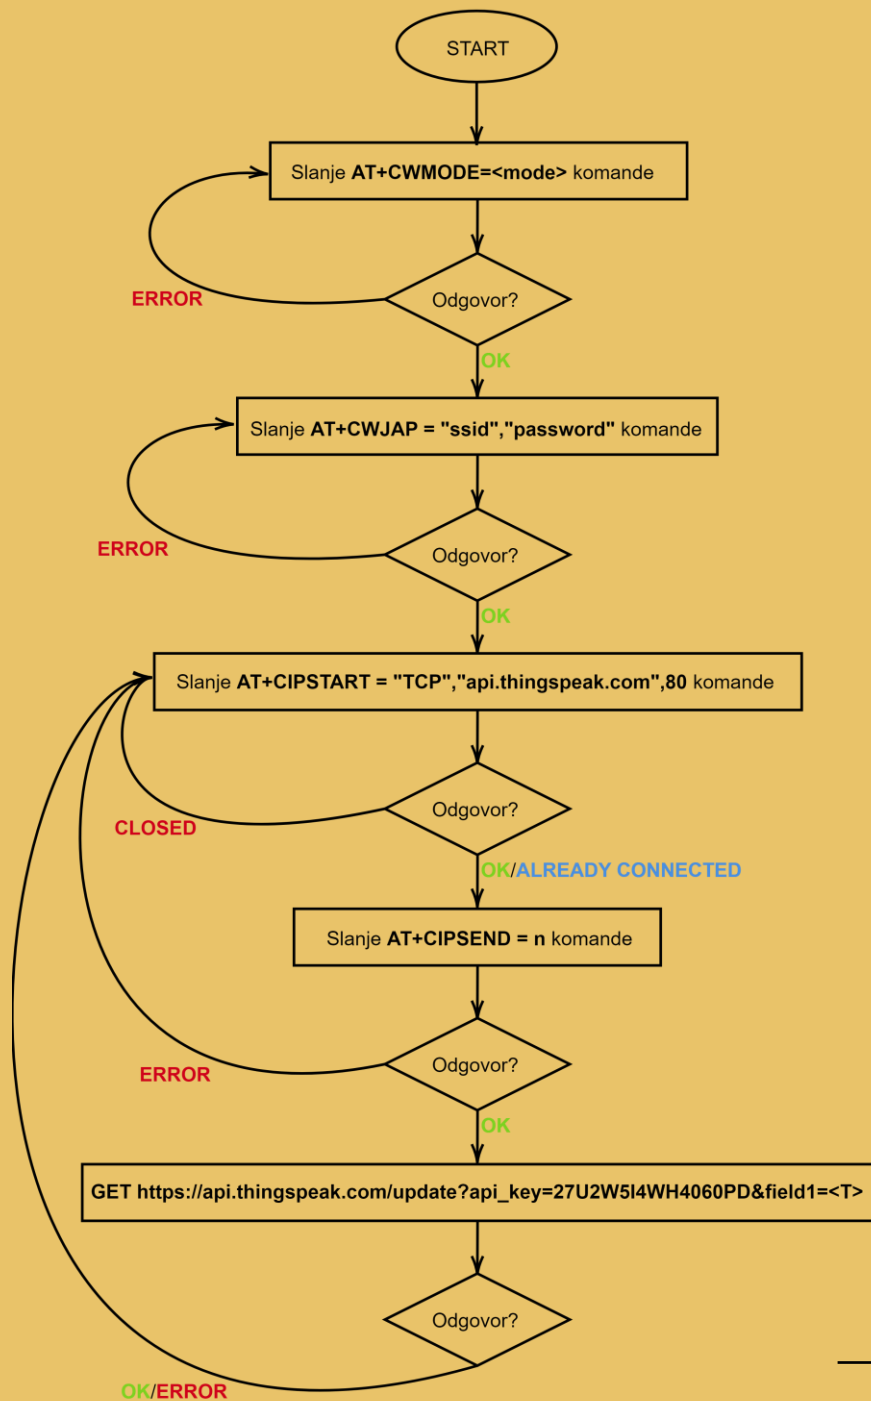 START
Slanje AT+CWMODE=<mode> komande
Odgovor?
ERROR
OK
Slanje AT+CWJAP = "ssid","password" komande
Odgovor?
ERROR
OK
Slanje AT+CIPSTART = "TCP","api.thingspeak.com",80 komande
Odgovor?
CLOSED
OK/ALREADY CONNECTED
Slanje AT+CIPSEND = n komande
Odgovor?
ERROR
OK
GET https://api.thingspeak.com/update?api_key=27U2W5I4WH4060PD&field1=<T>
Odgovor?
OK/ERROR